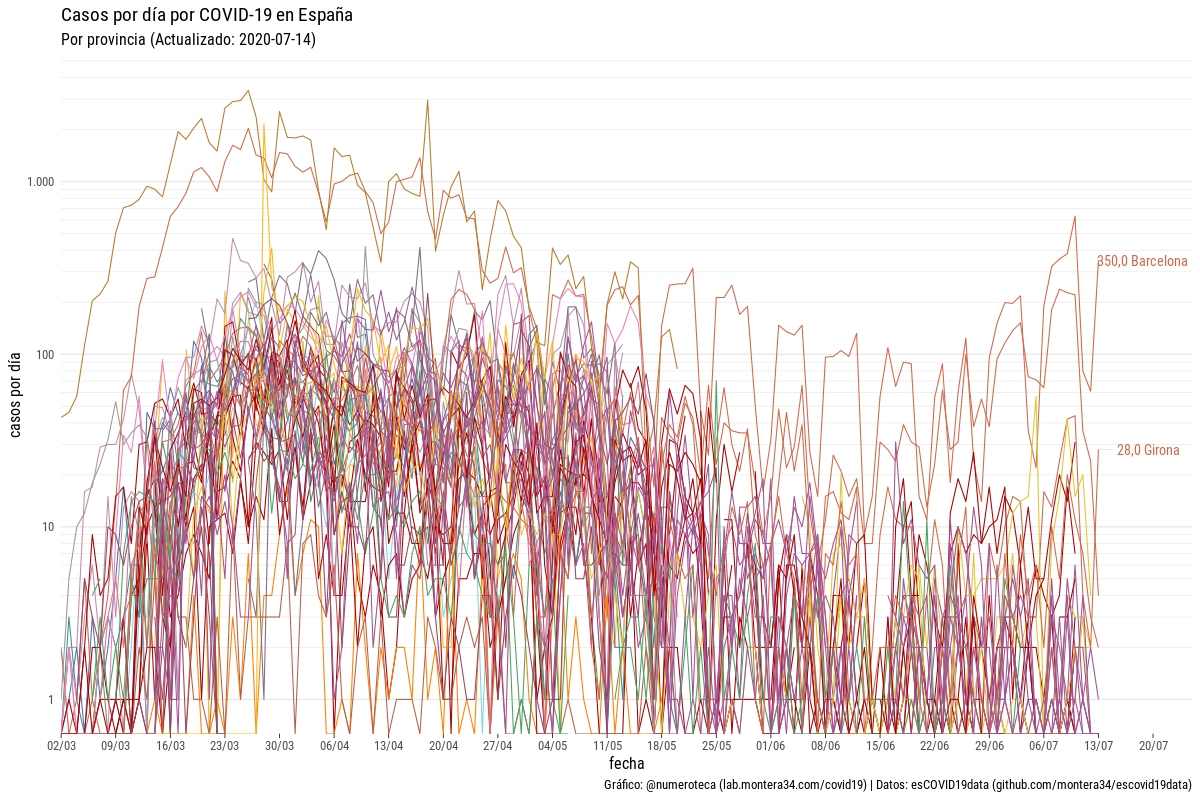 Casos por día por COVID-19 en España
Por provincia (Actualizado: 2020-07-14)
casos por día
1.000
100
10
1
350,0 Barcelona
28,0 Girona
02/03 09/03 16/03 23/03 30/03 06/04 13/04 20/04 27/04 04/05 11/05 18/05 25/05 01/06 08/06 15/06 22/06 29/06 06/07 13/07 20/07
fecha
Gráfico: @numeroteca (lab.montera34.com/covid19) | Datos: esCOVID19data (github.com/montera34/escovid19data)